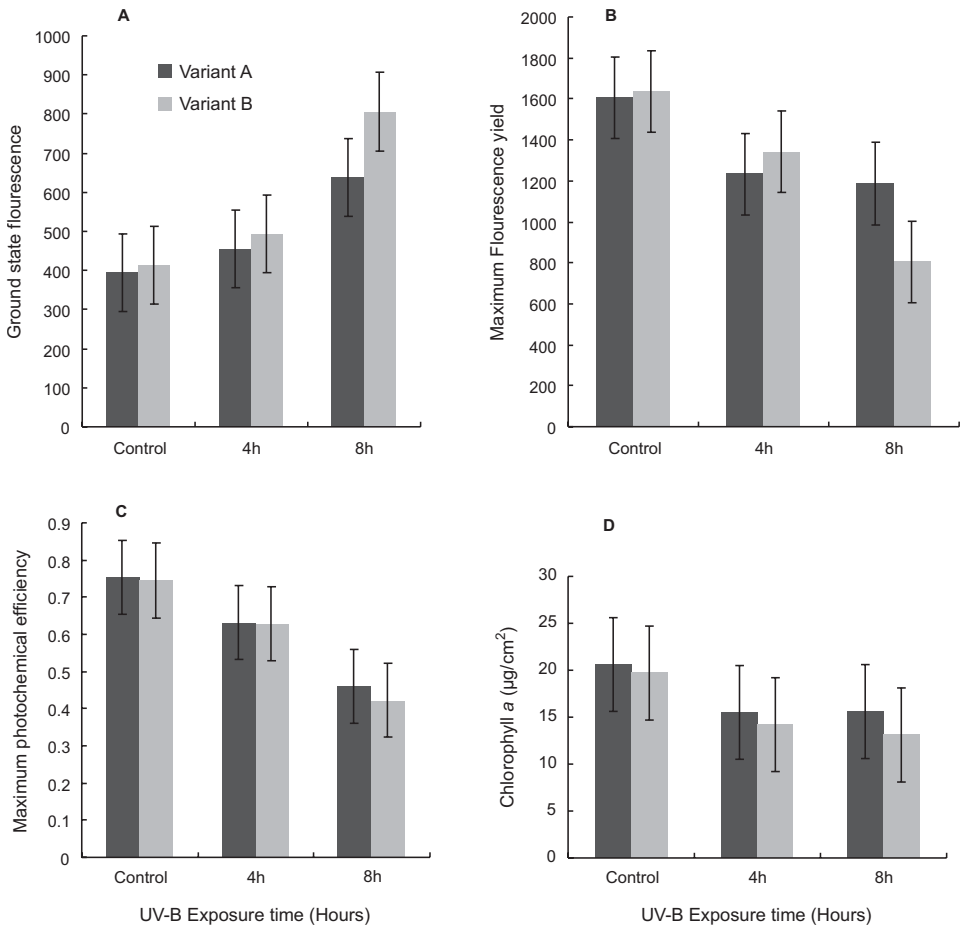 A
Ground state flourescence
1000
900
800
700
600
500
400
300
200
100
0
Variant A
Variant B
Control 4h 8h
B
Maximum Flourescence yield
2000
1800
1600
1400
1200
1000
800
600
400
200
0
Control 4h 8h
C
Maximum photochemical efficiency
0.9
0.8
0.7
0.6
0.5
0.4
0.3
0.2
0.1
0
Control 4h 8h
UV-B Exposure time (Hours)
D
Chlorophyll a (µg/cm²)
30
25
20
15
10
5
0
Control 4h 8h
UV-B Exposure time (Hours)